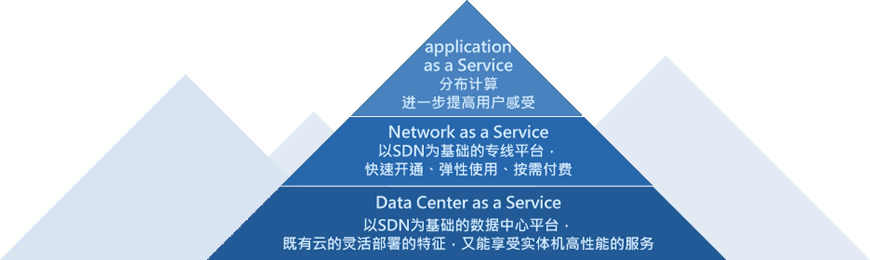 application
as a Service
分布计算
进一步提高用户感受
Network as a Service
以SDN为基础的专线平台，
快速开通、弹性使用、按需付费
Data Center as a Service
以SDN为基础的数据中心平台，
既有云的灵活部署的特征，又能享受实体机高性能的服务